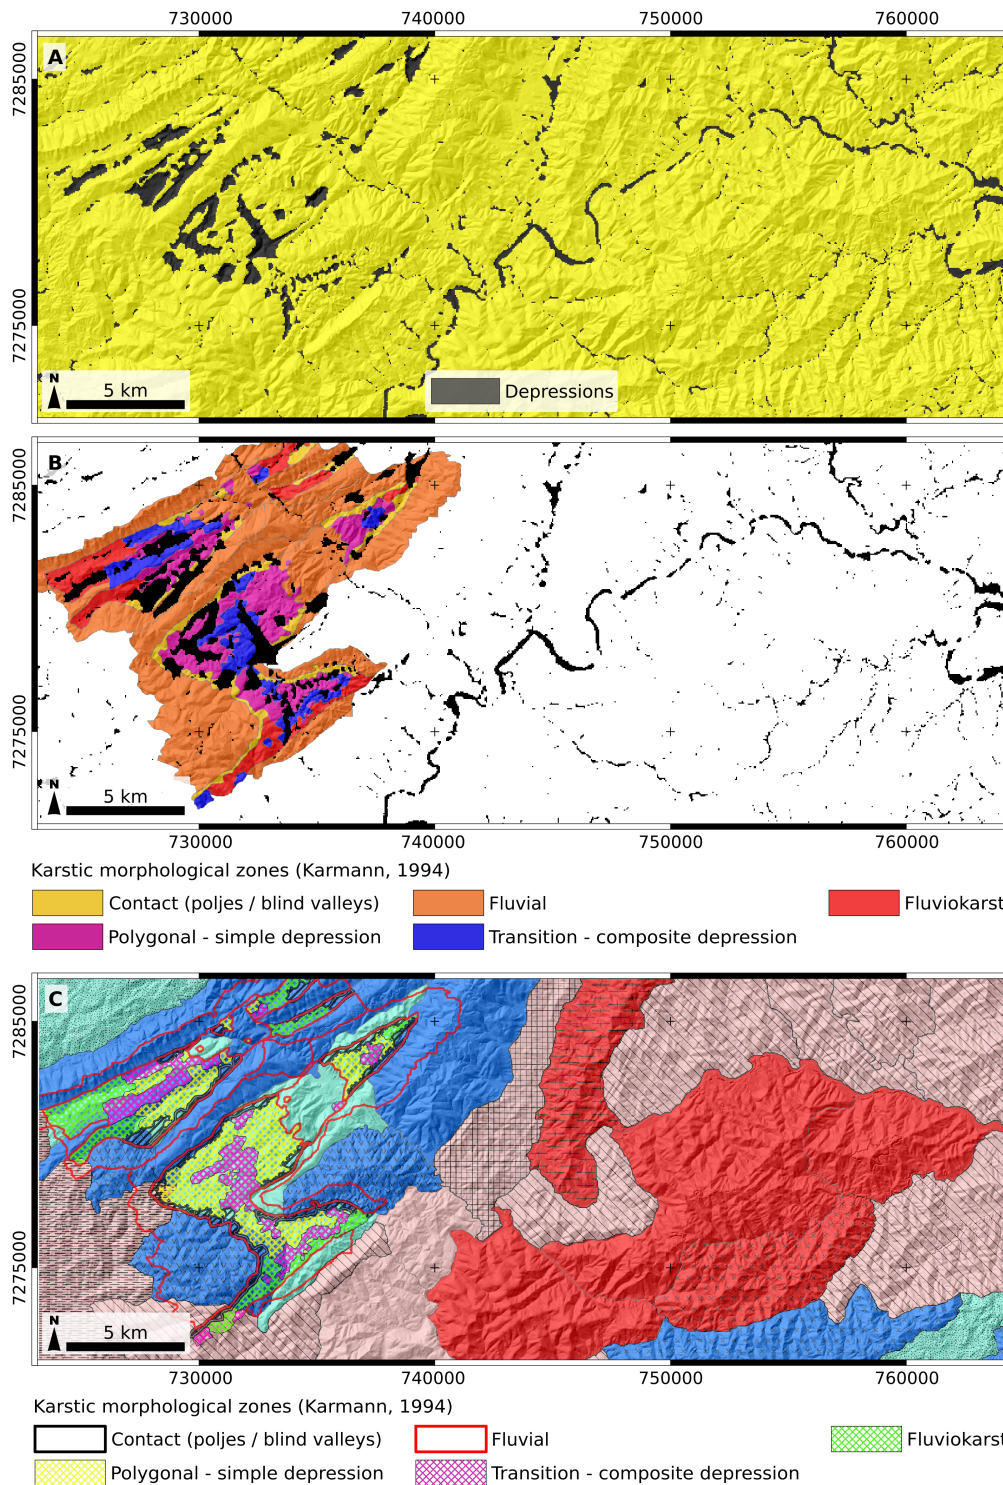 730000 740000 750000 760000
A
7285000
7275000
N
5 km
Depressions
B
7285000
7275000
N
5 km
730000 740000 750000 760000
Karstic morphological zones (Karmann, 1994)
Contact (poljes / blind valleys) Fluvial Fluviokarst
Polygonal - simple depression Transition - composite depression
C
7285000
7275000
N
5 km
730000 740000 750000 760000
Karstic morphological zones (Karmann, 1994)
Contact (poljes / blind valleys) Fluvial Fluviokarst
Polygonal - simple depression Transition - composite depression